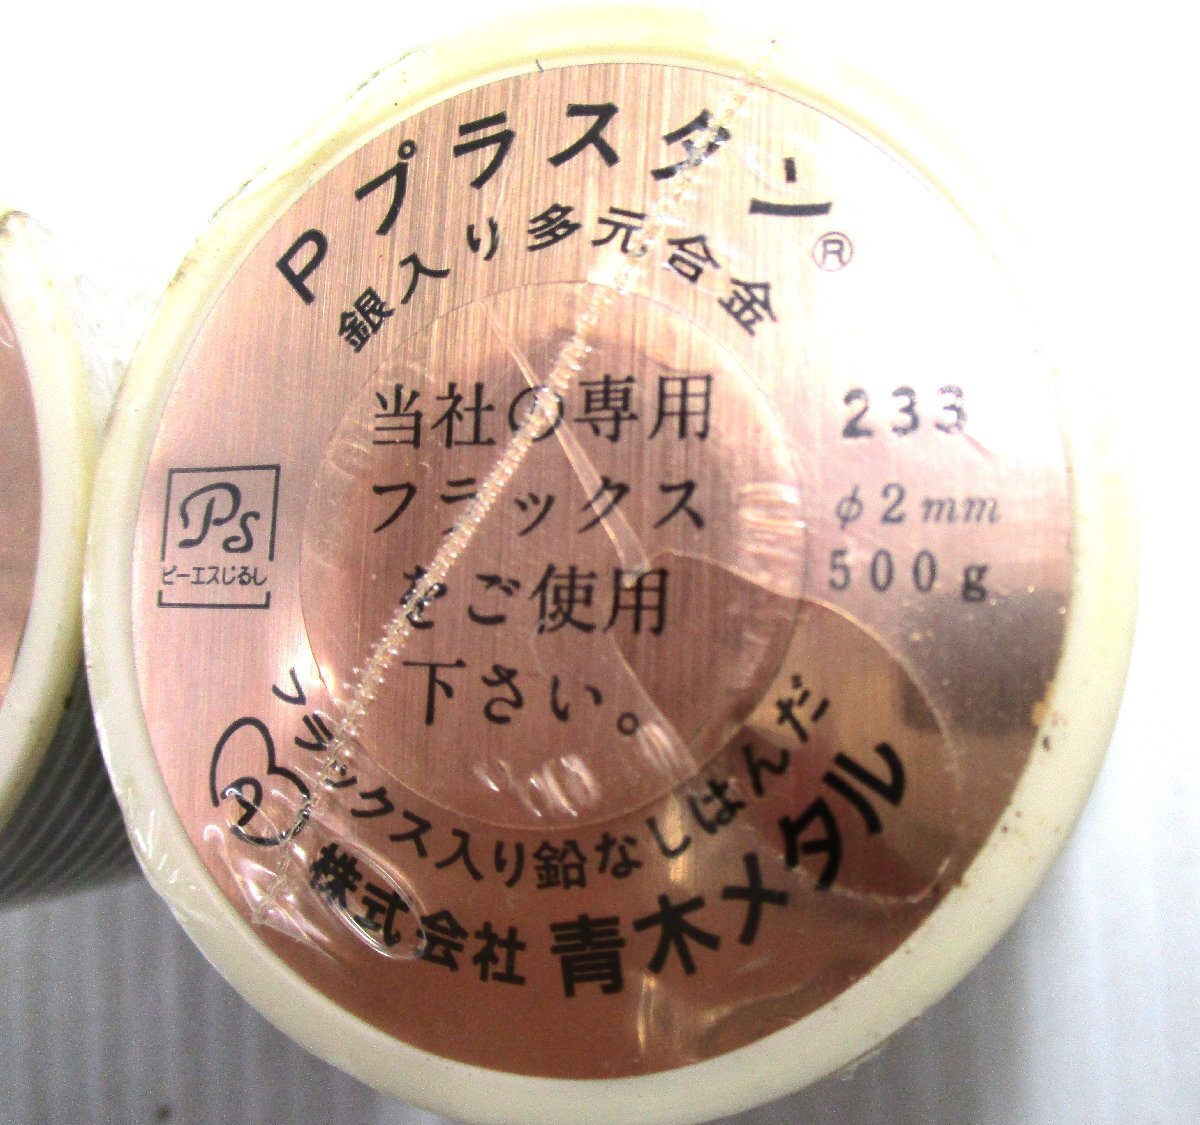 Pプラスタン®
銀入り多元合金
当社の専用
フラックス
をご使用
下さい。
233
φ2mm
500g
Ps
ピーエスじるし
フラックス入り鉛なしはんだ
P
株式会社 青木メタル